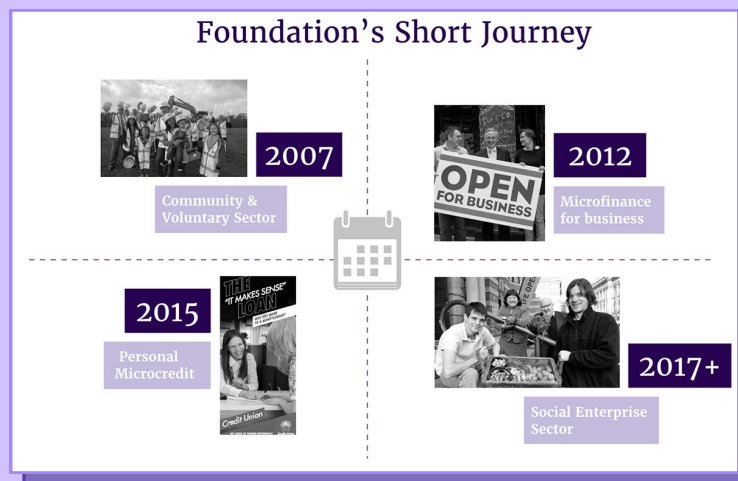 Foundation’s Short Journey
2007
Community &
Voluntary Sector
OPEN
FOR BUSINESS
2012
Microfinance
for business
2015
Personal
Microcredit
THE
"IT MAKES SENSE"
LOAN
Credit Union
2017+
Social Enterprise
Sector